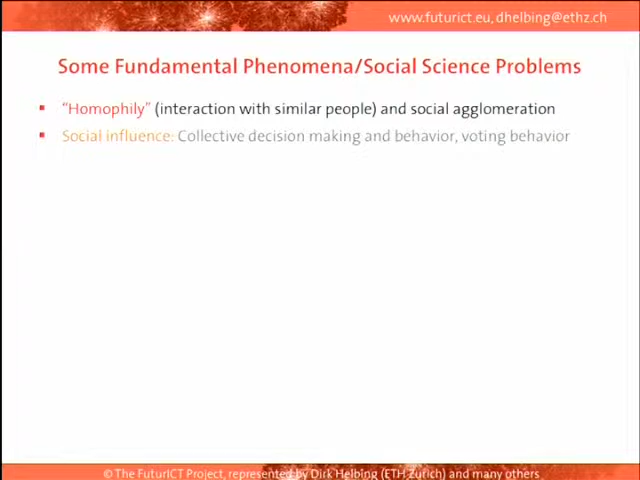 www.futurict.eu, dhelbing@ethz.ch
Some Fundamental Phenomena/Social Science Problems
“Homophily” (interaction with similar people) and social agglomeration
Social influence: Collective decision making and behavior, voting behavior
© The FuturICT Project, represented by Dirk Helbing (ETH Zurich) and many others